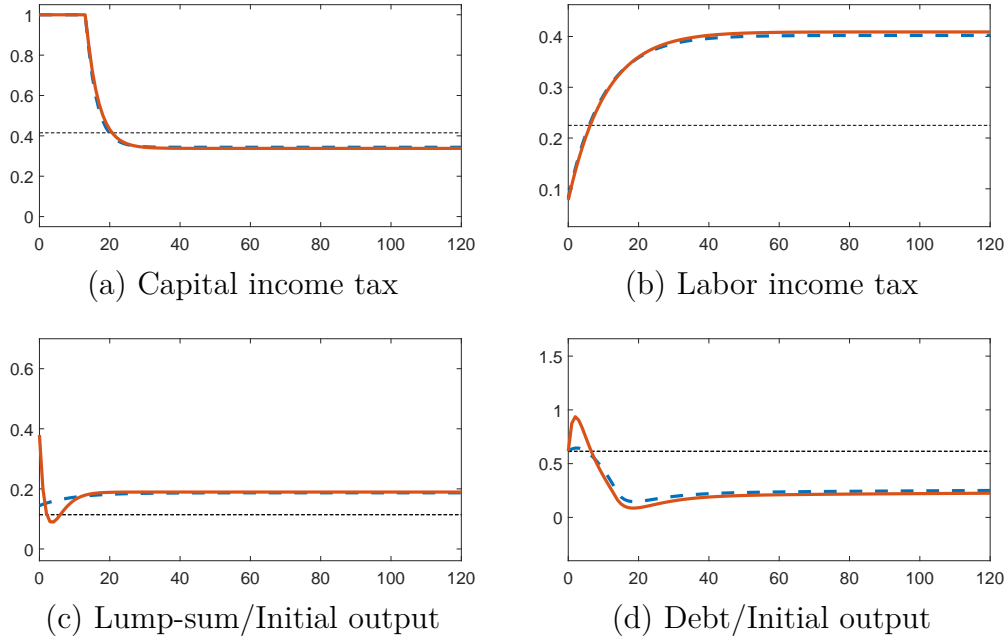 1
0.8
0.6
0.4
0.2
0
0 20 40 60 80 100 120
(a) Capital income tax
0.4
0.3
0.2
0.1
0 20 40 60 80 100 120
(b) Labor income tax
0.6
0.4
0.2
0
0 20 40 60 80 100 120
(c) Lump-sum/Initial output
1.5
1
0.5
0
0 20 40 60 80 100 120
(d) Debt/Initial output